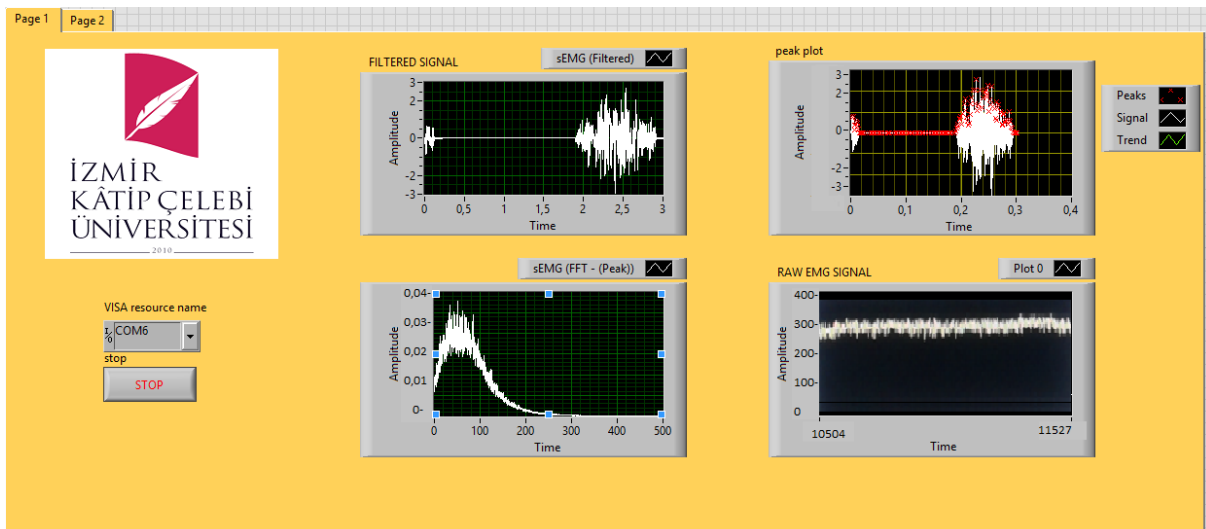 Page 1
Page 2
İZMİR
KÂTİP ÇELEBİ
ÜNİVERSİTESİ
2010
VISA resource name
I/O COM6
stop
STOP
FILTERED SIGNAL
sEMG (Filtered)
Amplitude
3
2
0
-2
-3
0 0,5 1 1,5 2 2,5 3
Time
peak plot
Amplitude
3
2
0
-2
-3
0 0,1 0,2 0,3 0,4
Time
Peaks
Signal
Trend
sEMG (FFT - (Peak))
Amplitude
0,04
0,03
0,02
0,01
0
0 100 200 300 400 500
Time
RAW EMG SIGNAL
Plot 0
Amplitude
400
300
200
100
0
10504 11527
Time